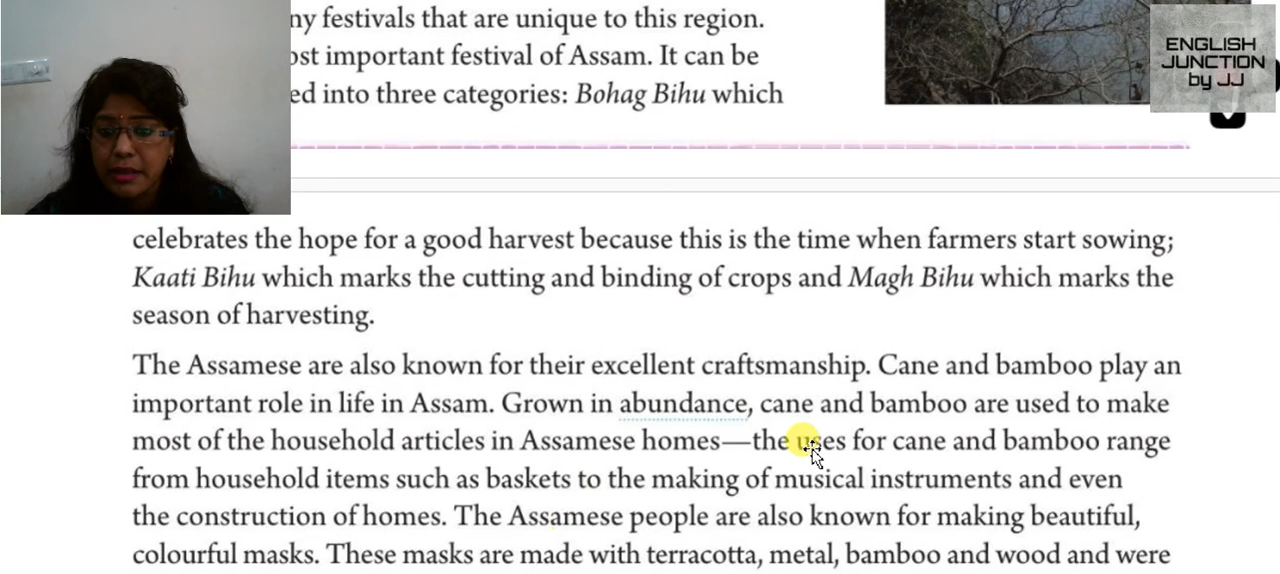 ny festivals that are unique to this region.
ost important festival of Assam. It can be
ed into three categories: Bohag Bihu which
ENGLISH
JUNCTION
by JJ
celebrates the hope for a good harvest because this is the time when farmers start sowing;
Kaati Bihu which marks the cutting and binding of crops and Magh Bihu which marks the
season of harvesting.
The Assamese are also known for their excellent craftsmanship. Cane and bamboo play an
important role in life in Assam. Grown in abundance, cane and bamboo are used to make
most of the household articles in Assamese homes—the uses for cane and bamboo range
from household items such as baskets to the making of musical instruments and even
the construction of homes. The Assamese people are also known for making beautiful,
colourful masks. These masks are made with terracotta, metal, bamboo and wood and were